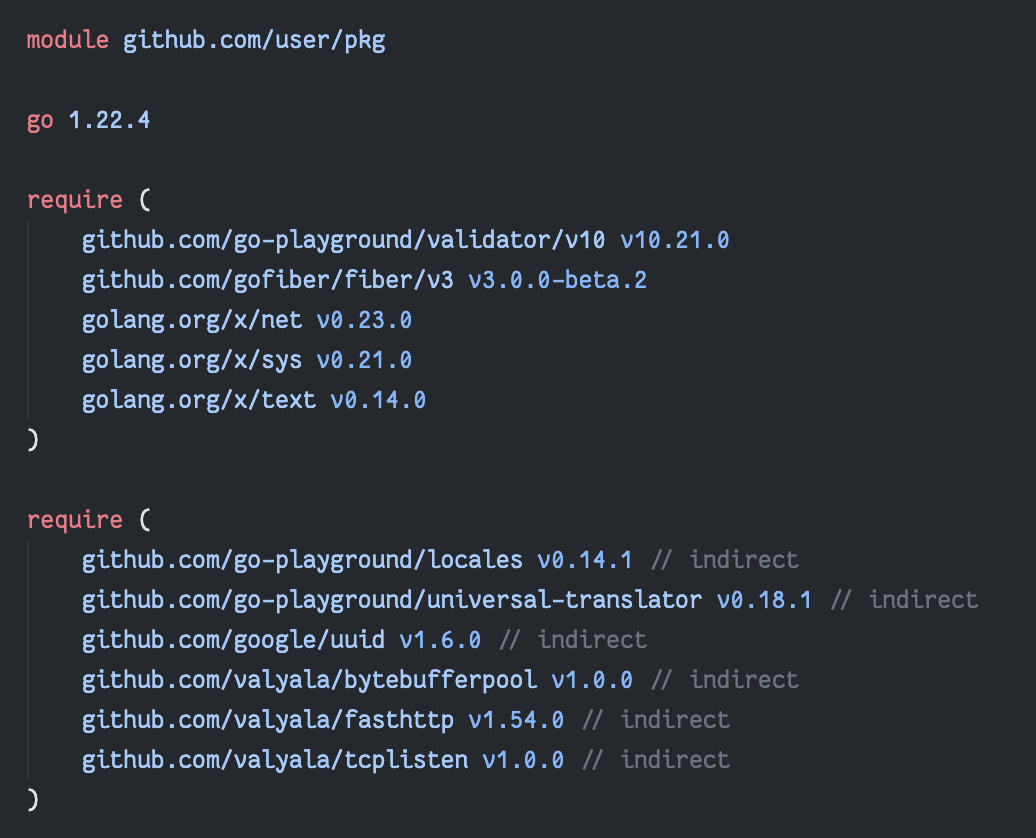 module github.com/user/pkg
go 1.22.4
require (
github.com/go-playground/validator/v10 v10.21.0
github.com/gofiber/fiber/v3 v3.0.0-beta.2
golang.org/x/net v0.23.0
golang.org/x/sys v0.21.0
golang.org/x/text v0.14.0
)
require (
github.com/go-playground/locales v0.14.1 // indirect
github.com/go-playground/universal-translator v0.18.1 // indirect
github.com/google/uuid v1.6.0 // indirect
github.com/valyala/bytebufferpool v1.0.0 // indirect
github.com/valyala/fasthttp v1.54.0 // indirect
github.com/valyala/tcplisten v1.0.0 // indirect
)